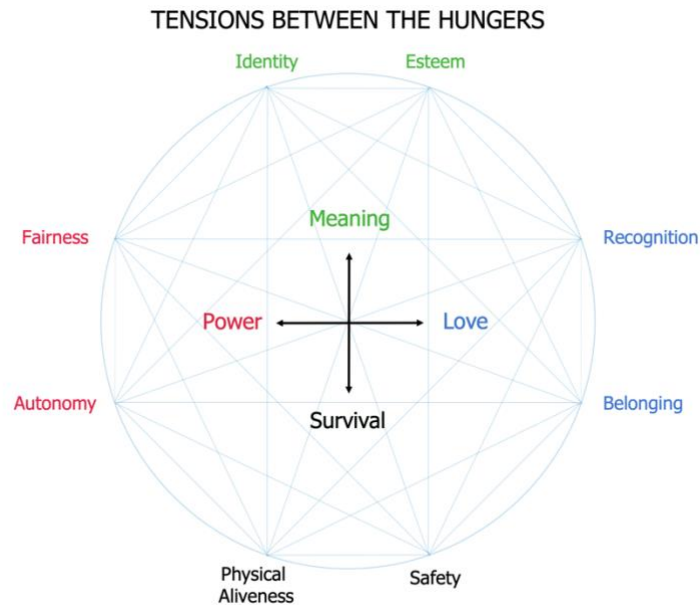 TENSIONS BETWEEN THE HUNGERS
Identity
Esteem
Meaning
Fairness
Recognition
Power
Love
Autonomy
Survival
Belonging
Physical
Aliveness
Safety